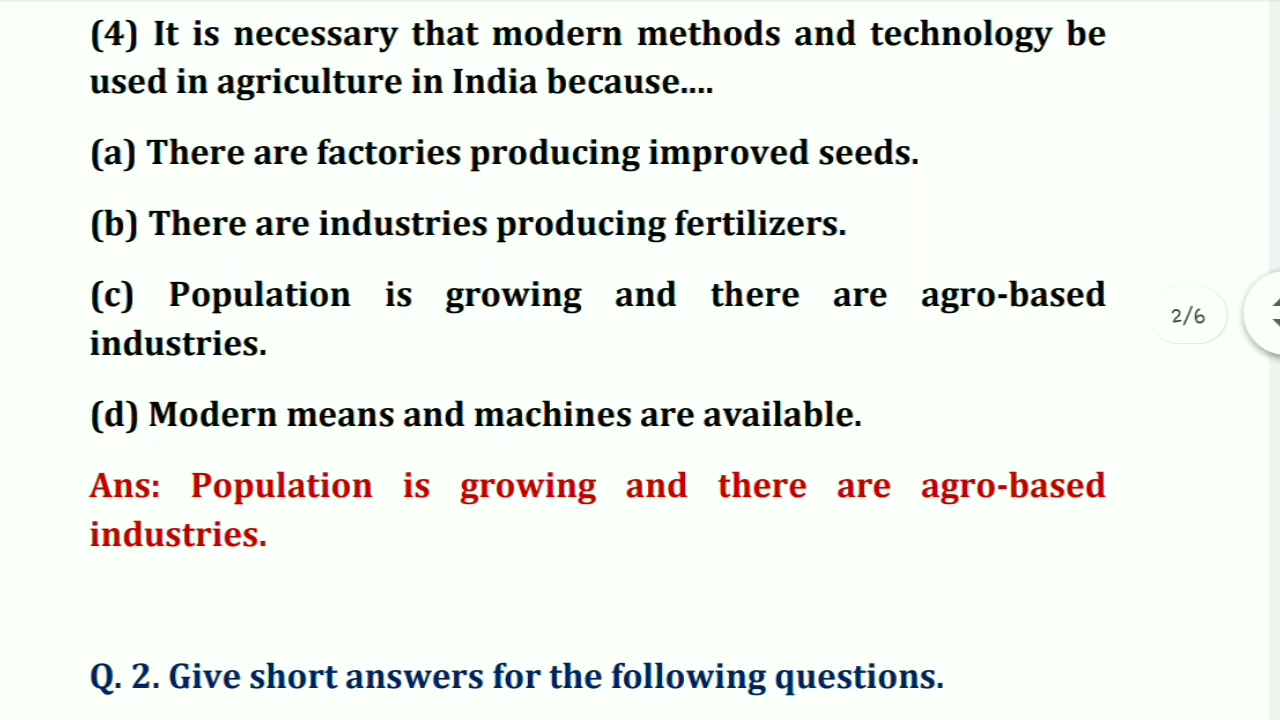 (4) It is necessary that modern methods and technology be
used in agriculture in India because....
(a) There are factories producing improved seeds.
(b) There are industries producing fertilizers.
(c) Population is growing and there are agro-based
industries.
2/6
(d) Modern means and machines are available.
Ans: Population is growing and there are agro-based
industries.
Q. 2. Give short answers for the following questions.